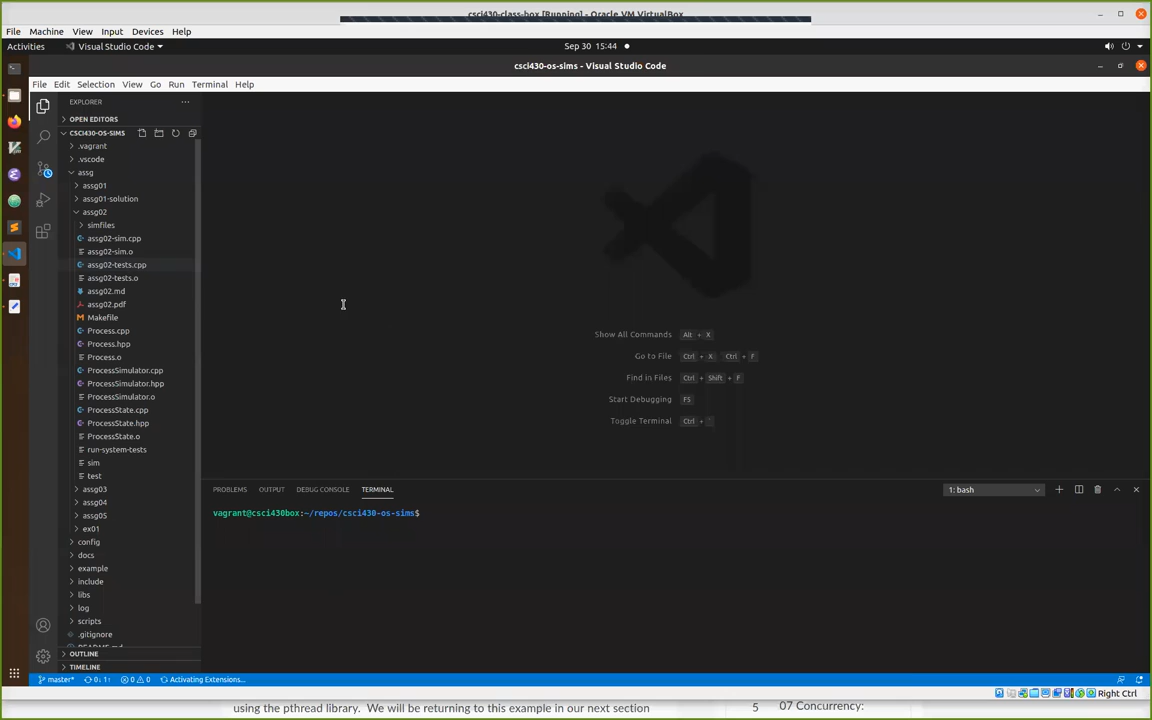 csci430-class-box [Running] - Oracle VM VirtualBox
File Machine View Input Devices Help
Activities Visual Studio Code Sep 30 15:44
csci430-os-sims - Visual Studio Code
File Edit Selection View Go Run Terminal Help
EXPLORER
OPEN EDITORS
CSCI430-OS-SIMS
.vagrant
.vscode
assg
assg01
assg01-solution
assg02
simfiles
assg02-sim.cpp
assg02-sim.o
assg02-tests.cpp
assg02-tests.o
assg02.md
assg02.pdf
Makefile
Process.cpp
Process.hpp
Process.o
ProcessSimulator.cpp
ProcessSimulator.hpp
ProcessSimulator.o
ProcessState.cpp
ProcessState.hpp
ProcessState.o
run-system-tests
sim
test
assg03
assg04
assg05
ex01
config
docs
example
include
libs
log
scripts
.gitignore
README.md
OUTLINE
TIMELINE
Show All Commands Alt + X
Go to File Ctrl + X Ctrl + F
Find in Files Ctrl + Shift + F
Start Debugging F5
Toggle Terminal Ctrl + `
PROBLEMS OUTPUT DEBUG CONSOLE TERMINAL 1: bash
vagrant@csci430box:~/repos/csci430-os-sims$
master* 0↓ 1↑ 0 0 Activating Extensions...
Right Ctrl
using the pthread library. We will be returning to this example in our next section
5 07 Concurrency: